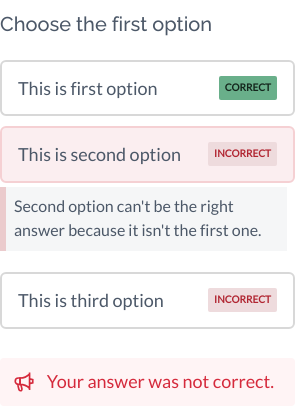 Choose the first option
This is first option CORRECT
This is second option INCORRECT
Second option can't be the right
answer because it isn't the first one.
This is third option INCORRECT
Your answer was not correct.